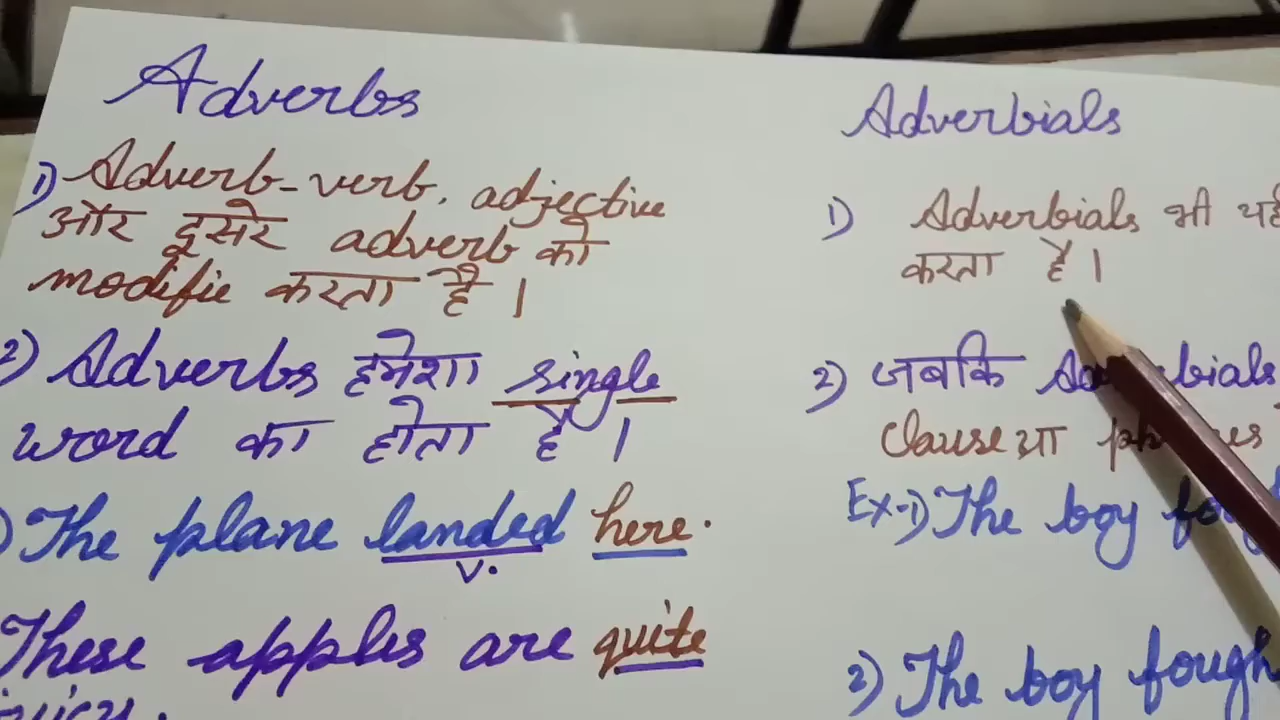 Adverbs
1) Adverb-verb, adjective
और दूसरे adverb को
modifie करता है।
2) Adverbs हमेशा single
word का होता है।
) The plane landed here.
v.
These apples are quite
Adverbials
1) Adverbials भी
करता है।
2) जबकि
Clause या
Ex-1) The boy
2) The boy